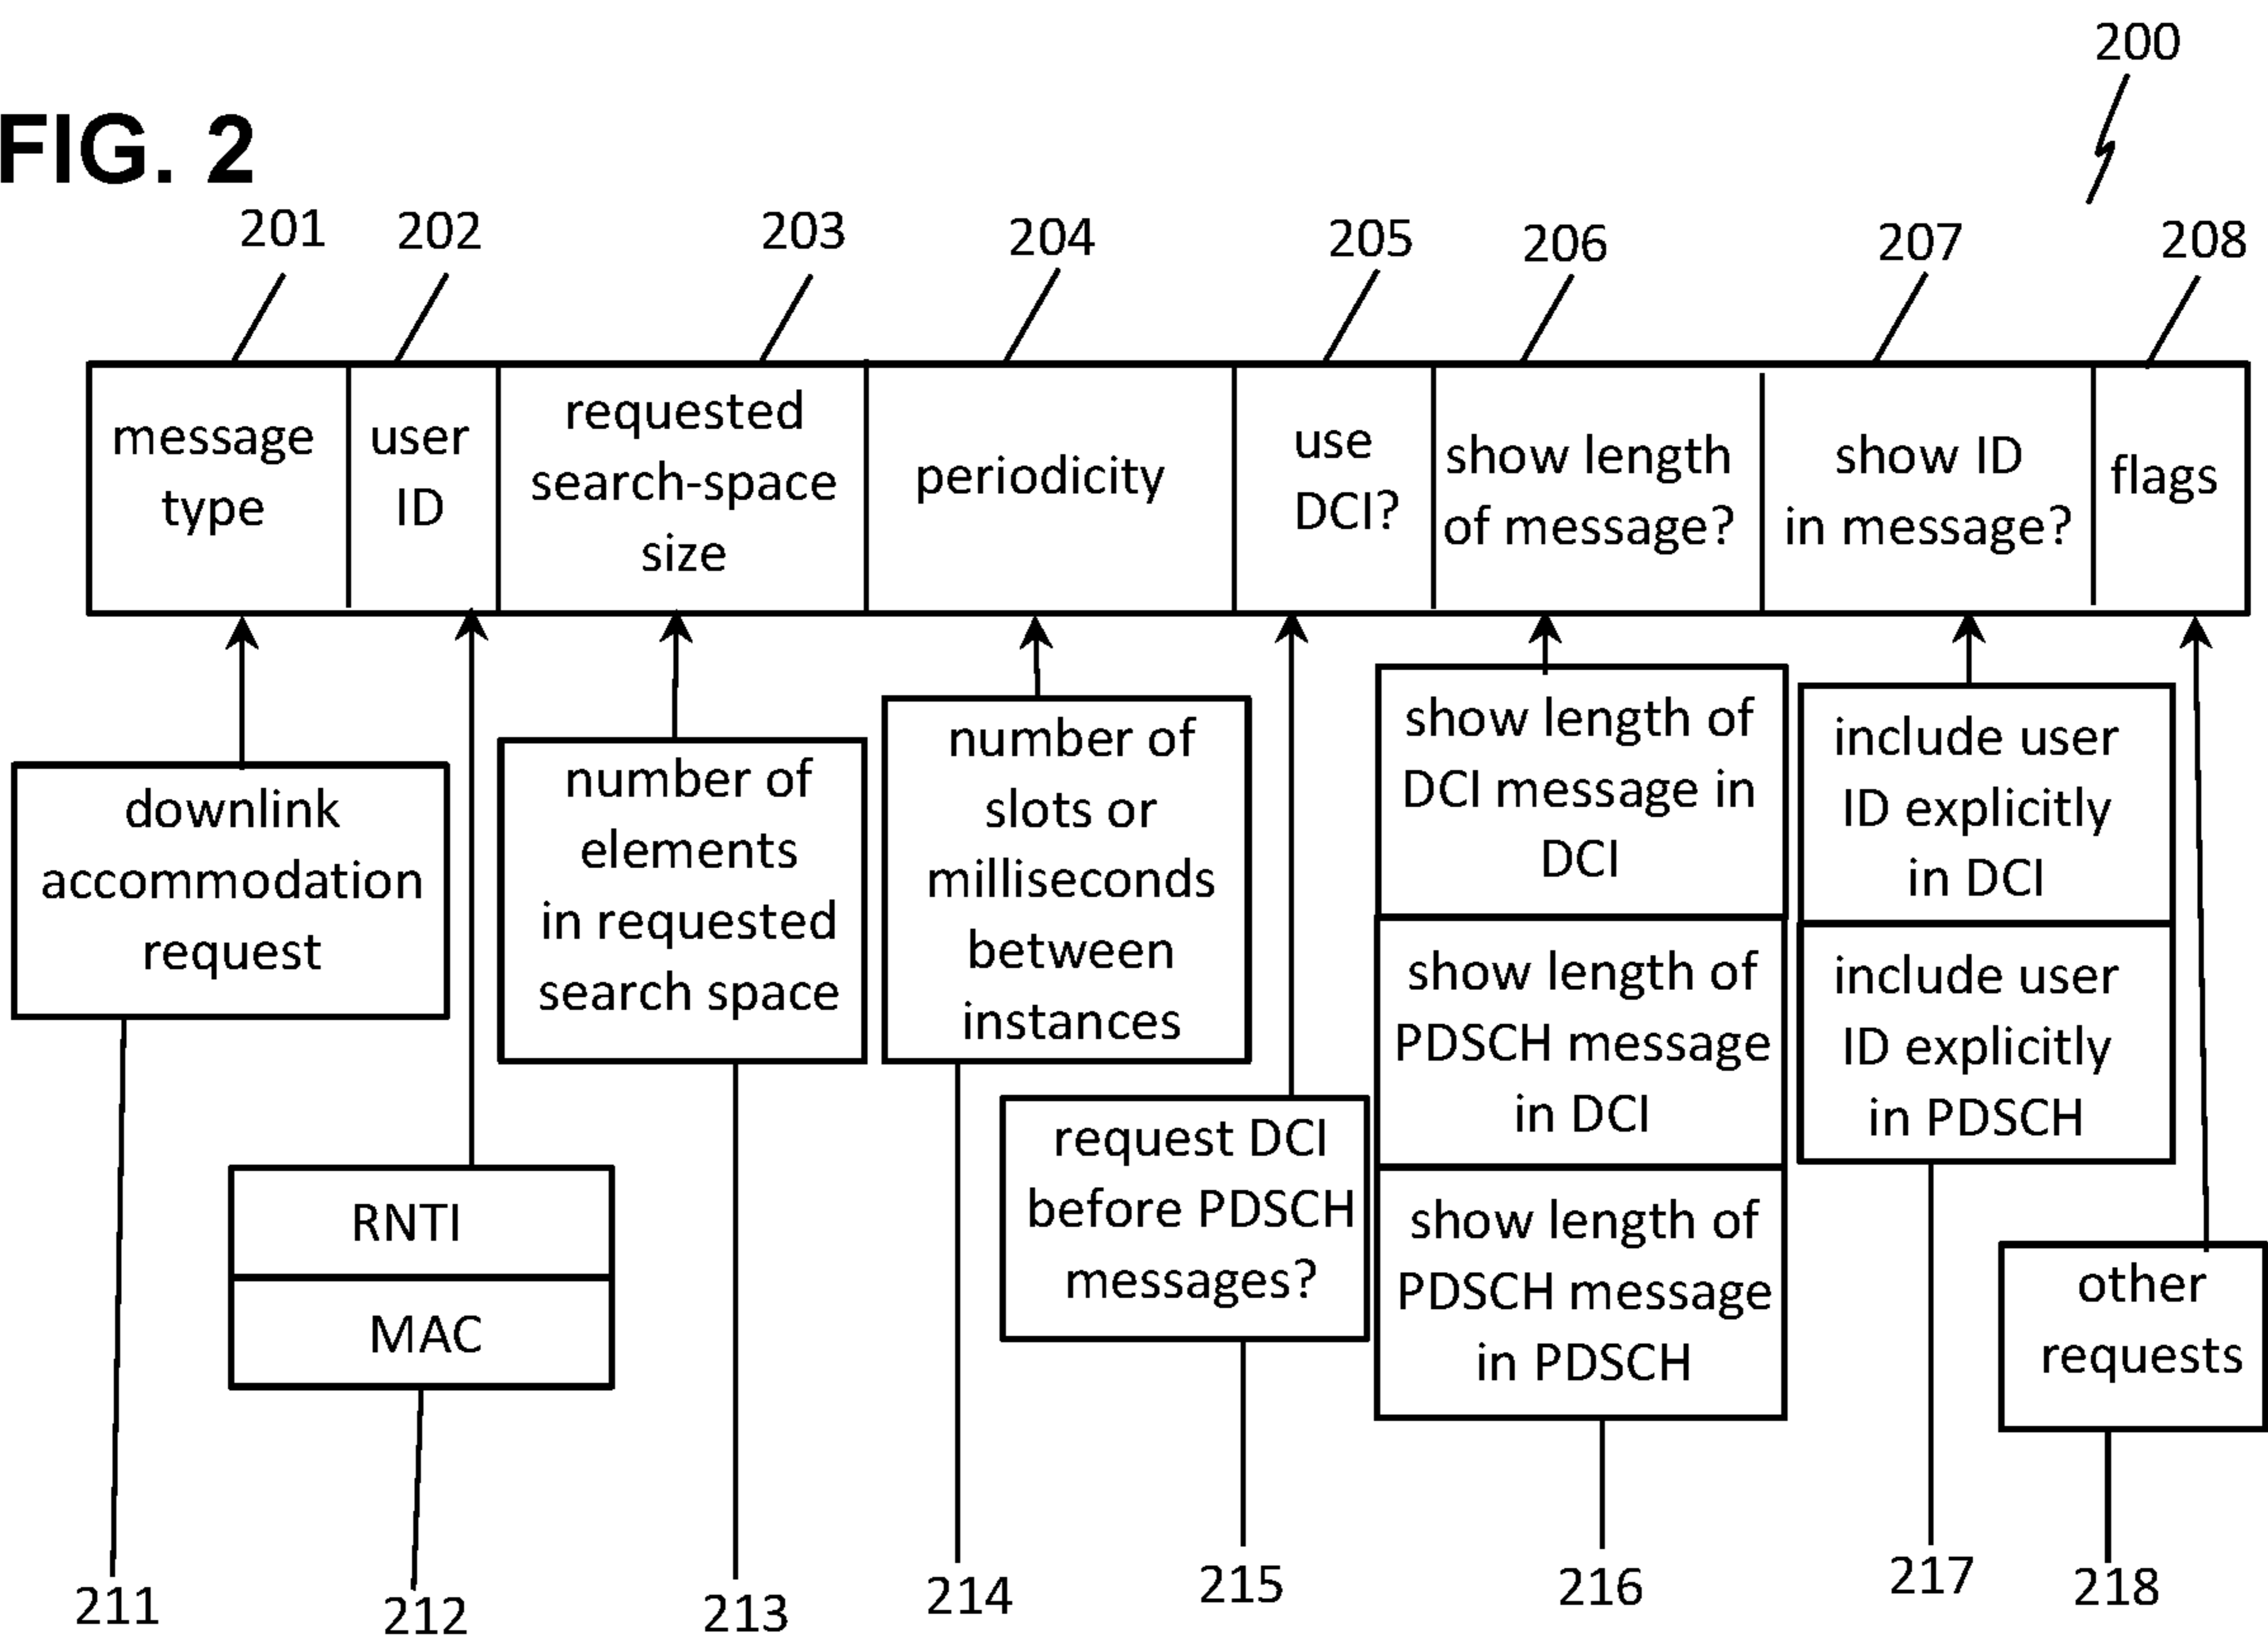 200
FIG. 2
201
202
203
204
205
206
207
208
message
type
user
ID
requested
search-space
size
periodicity
use
DCI?
show length
of message?
show ID
in message?
flags
downlink
accommodation
request
RNTI
MAC
number of
elements
in requested
search space
number of
slots or
milliseconds
between
instances
request DCI
before PDSCH
messages?
show length of
DCI message in
DCI
show length of
PDSCH message
in DCI
show length of
PDSCH message
in PDSCH
include user
ID explicitly
in DCI
include user
ID explicitly
in PDSCH
other
requests
211
212
213
214
215
216
217
218